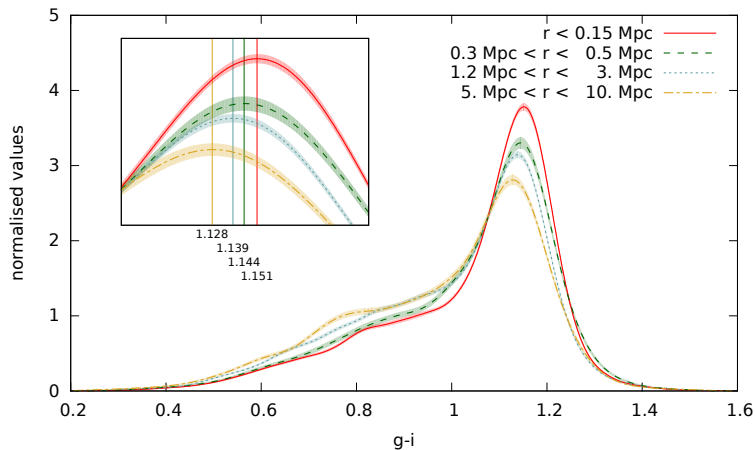 5
4
3
2
1
0
normalised values
r < 0.15 Mpc
0.3 Mpc < r < 0.5 Mpc
1.2 Mpc < r < 3. Mpc
5. Mpc < r < 10. Mpc
1.128
1.139
1.144
1.151
0.2 0.4 0.6 0.8 1 1.2 1.4 1.6
g-i